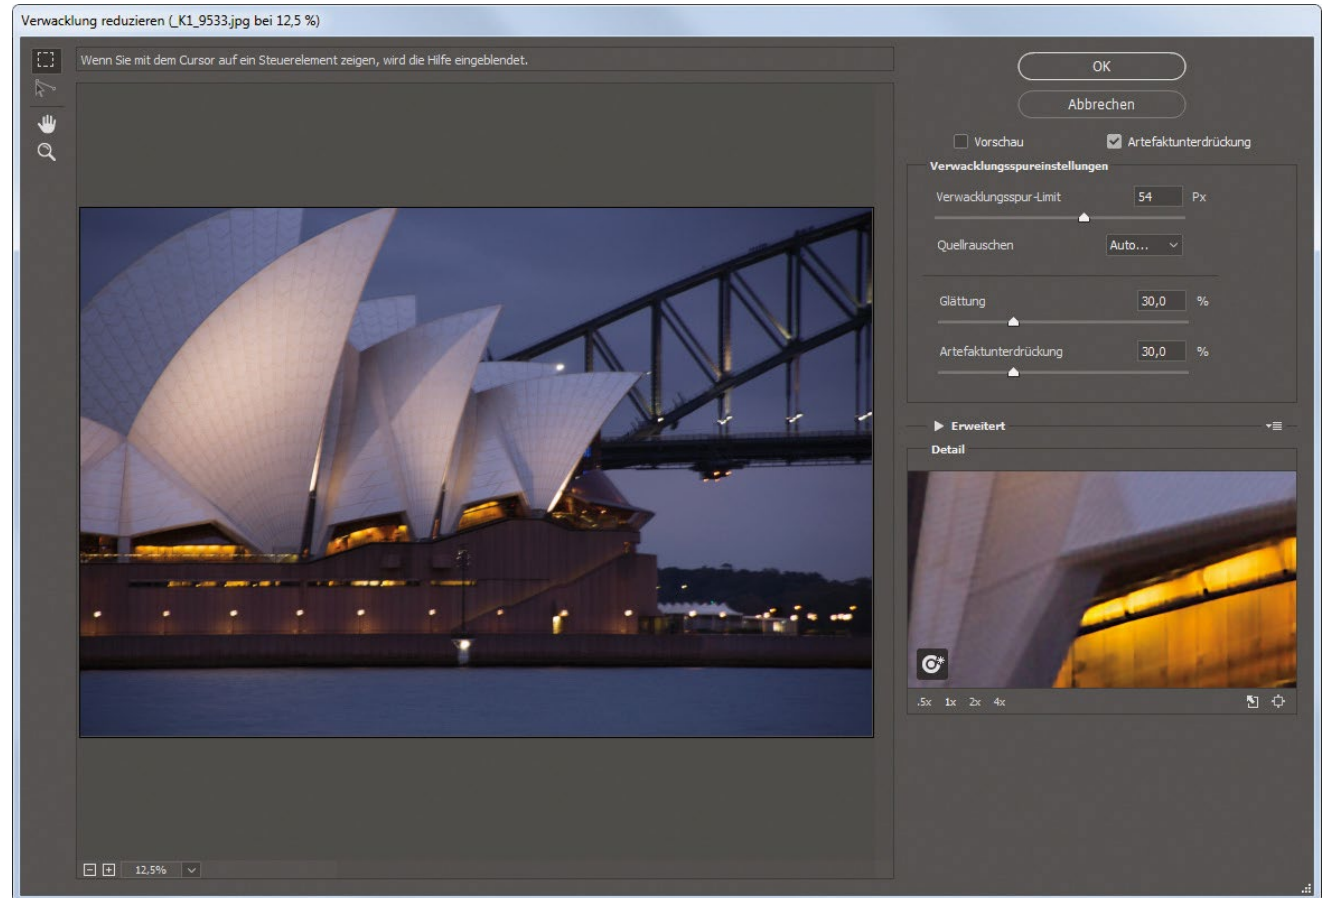 Verwacklung reduzieren (_K1_9533.jpg bei 12,5 %)
Wenn Sie mit dem Cursor auf ein Steuerelement zeigen, wird die Hilfe eingeblendet.
OK
Abbrechen
Vorschau
Artefaktunterdrückung
Verwacklungsspureinstellungen
Verwacklungsspur-Limit 54 Px
Quellrauschen Auto...
Glättung 30,0 %
Artefaktunterdrückung 30,0 %
Erweitert
Detail
.5x 1x 2x 4x
12,5%